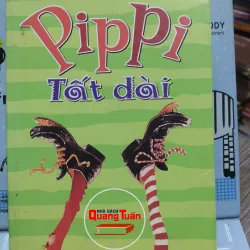 Pippi
Tất dài
NHÀ SÁCH
Quang Tuấn